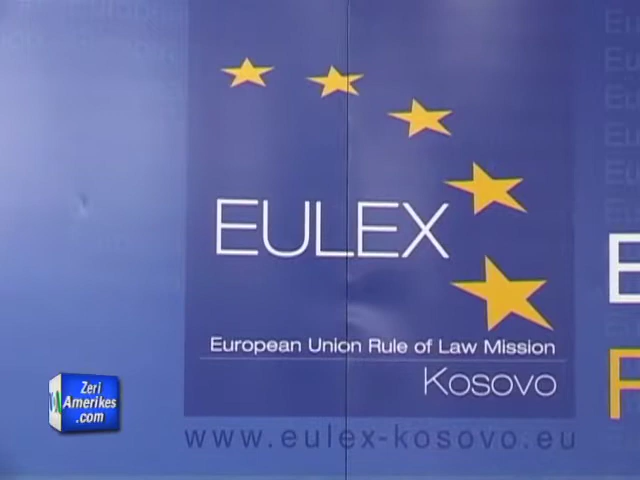 EULEX
European Union Rule of Law Mission
Kosovo
www.eulex-kosovo.eu
Zeri
Amerikes
.com